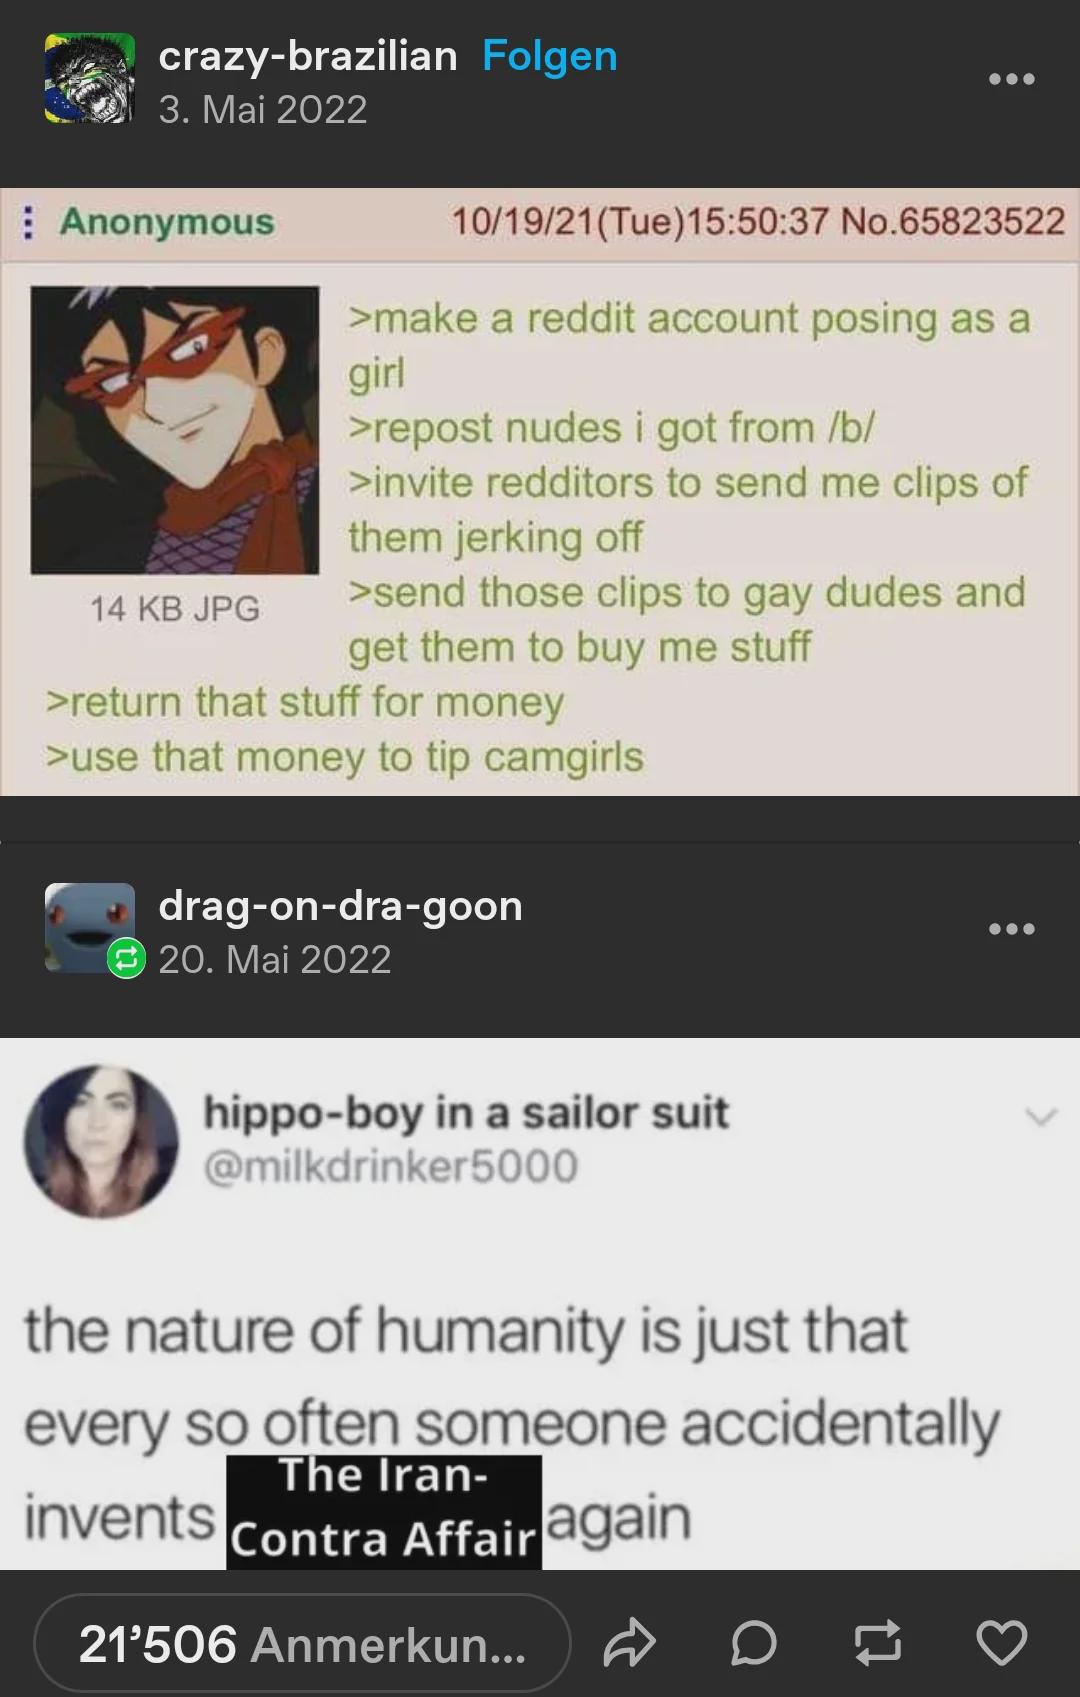 crazy-brazilian Folgen
3. Mai 2022
Anonymous 10/19/21(Tue)15:50:37 No.65823522
>make a reddit account posing as a
girl
>repost nudes i got from /b/
>invite redditors to send me clips of
them jerking off
>send those clips to gay dudes and
get them to buy me stuff
14 KB JPG
>return that stuff for money
>use that money to tip camgirls
drag-on-dra-goon
20. Mai 2022
hippo-boy in a sailor suit
@milkdrinker5000
the nature of humanity is just that
every so often someone accidentally
invents The Iran-
Contra Affair again
21’506 Anmerkun...